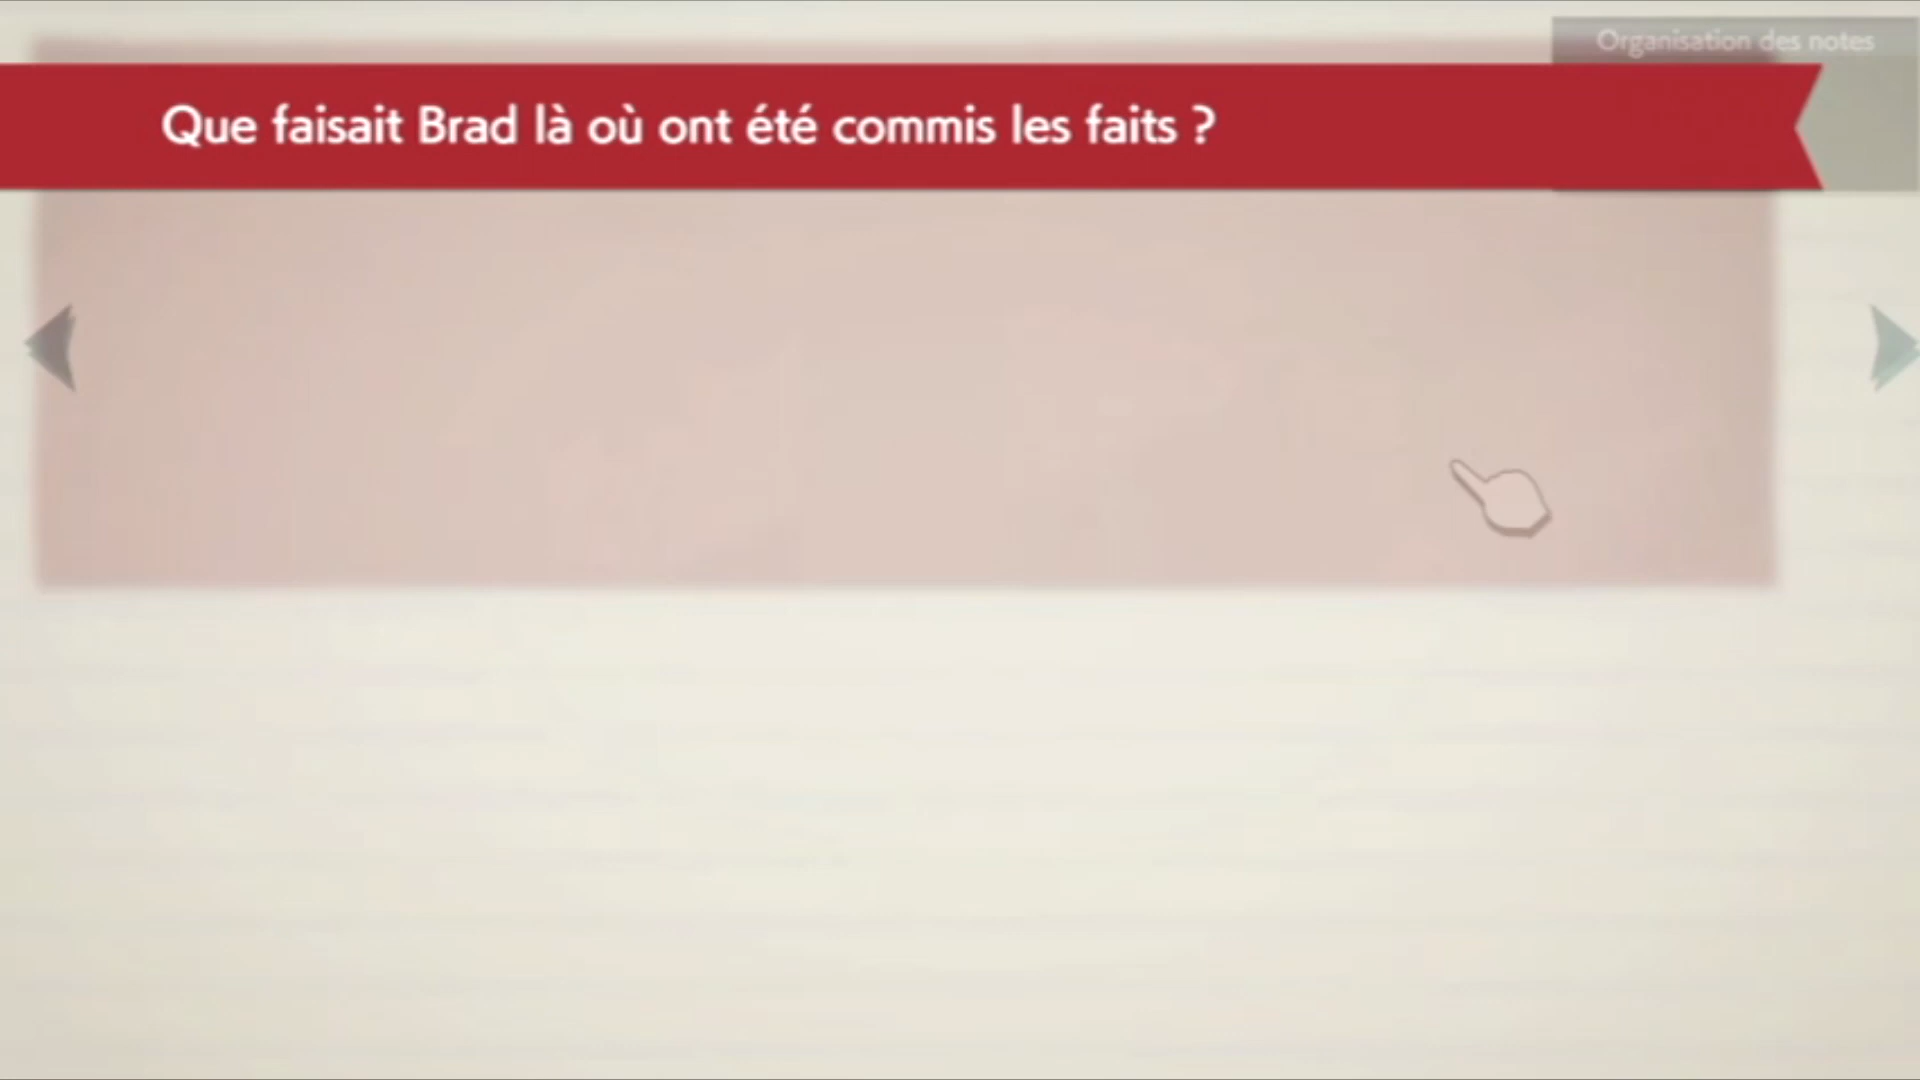 Organisation des notes
Que faisait Brad là où ont été commis les faits ?